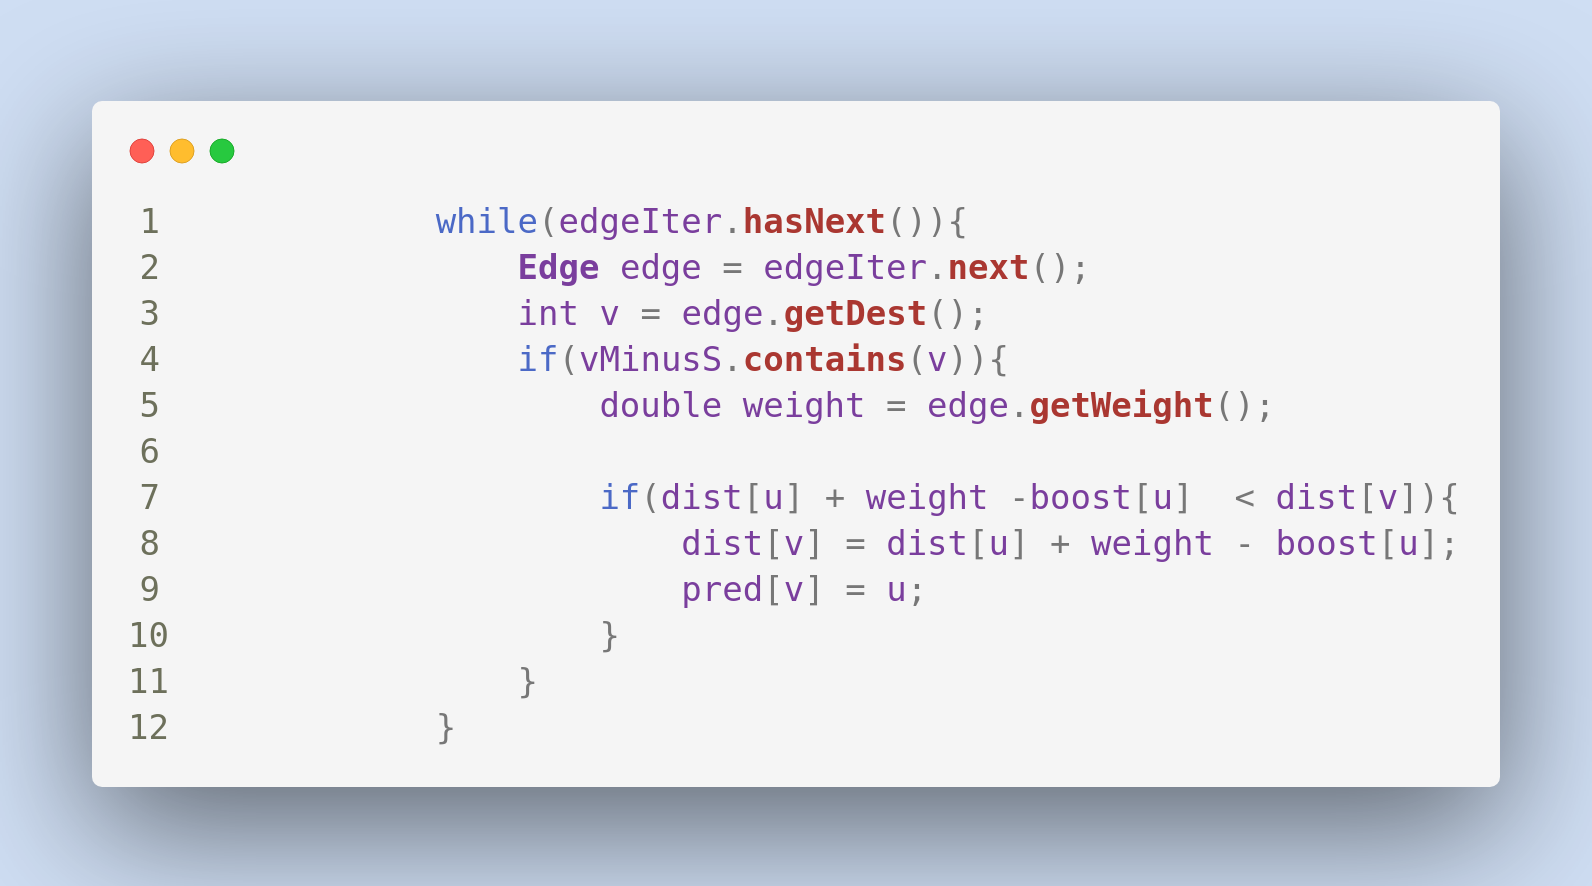 1 while(edgeIter.hasNext()){
2 Edge edge = edgeIter.next();
3 int v = edge.getDest();
4 if(vMinusS.contains(v)){
5 double weight = edge.getWeight();
6
7 if(dist[u] + weight -boost[u]  < dist[v]){
8 dist[v] = dist[u] + weight - boost[u];
9 pred[v] = u;
10 }
11 }
12 }